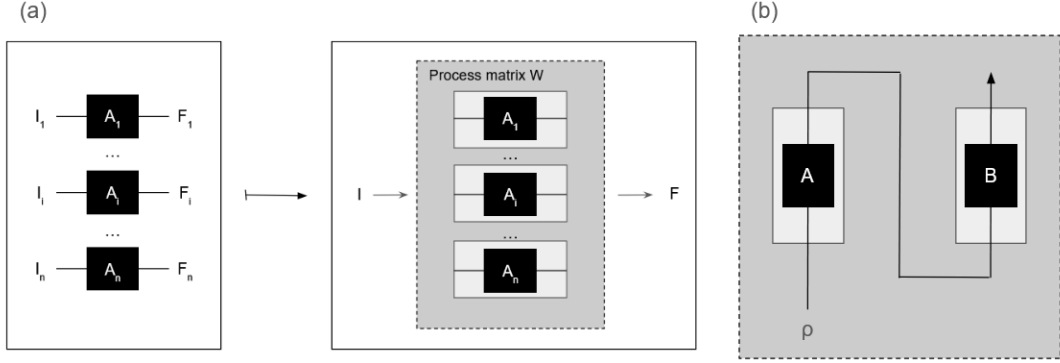 (a)
(b)
Process matrix W
I₁ A₁ F₁
...
Iᵢ Aᵢ Fᵢ
...
Iₙ Aₙ Fₙ
A₁
...
I Aᵢ F
...
Aₙ
A B
ρ